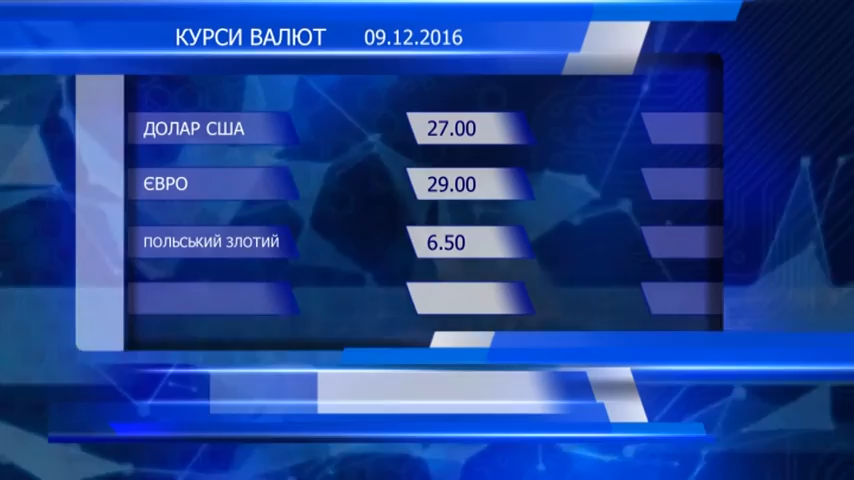 КУРСИ ВАЛЮТ 09.12.2016
ДОЛАР США 27.00
ЄВРО 29.00
ПОЛЬСЬКИЙ ЗЛОТИЙ 6.50